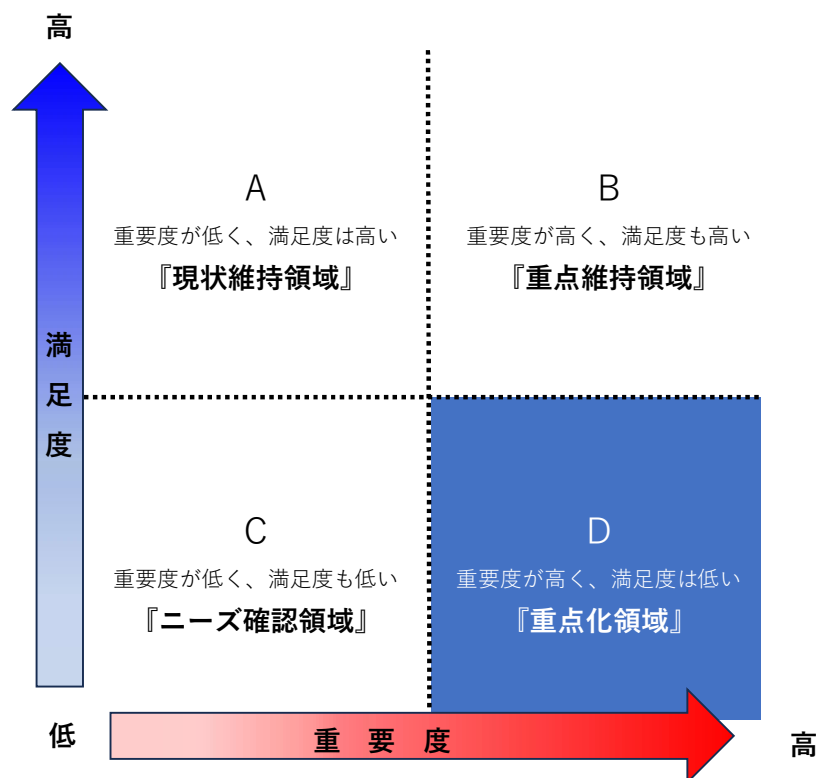 高
A
重要度が低く、満足度は高い
『現状維持領域』
B
重要度が高く、満足度も高い
『重点維持領域』
満足度
C
重要度が低く、満足度も低い
『ニーズ確認領域』
D
重要度が高く、満足度は低い
『重点化領域』
低
重要度
高